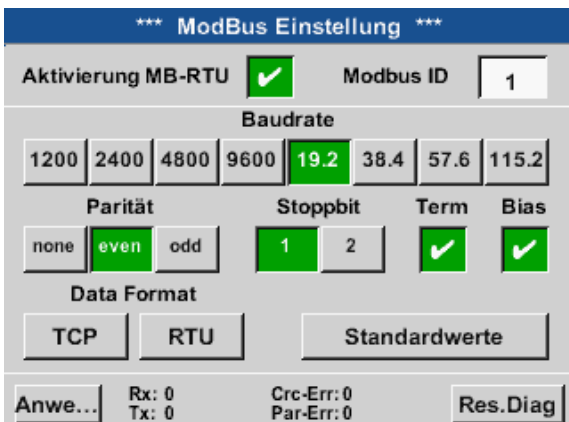 *** ModBus Einstellung ***
Aktivierung MB-RTU ✔ Modbus ID 1
Baudrate
1200 2400 4800 9600 19.2 38.4 57.6 115.2
Parität Stoppbit Term Bias
none even odd 1 2 ✔ ✔
Data Format
TCP RTU Standardwerte
Anwe... Rx: 0 Crc-Err: 0 Res.Diag
Tx: 0 Par-Err: 0